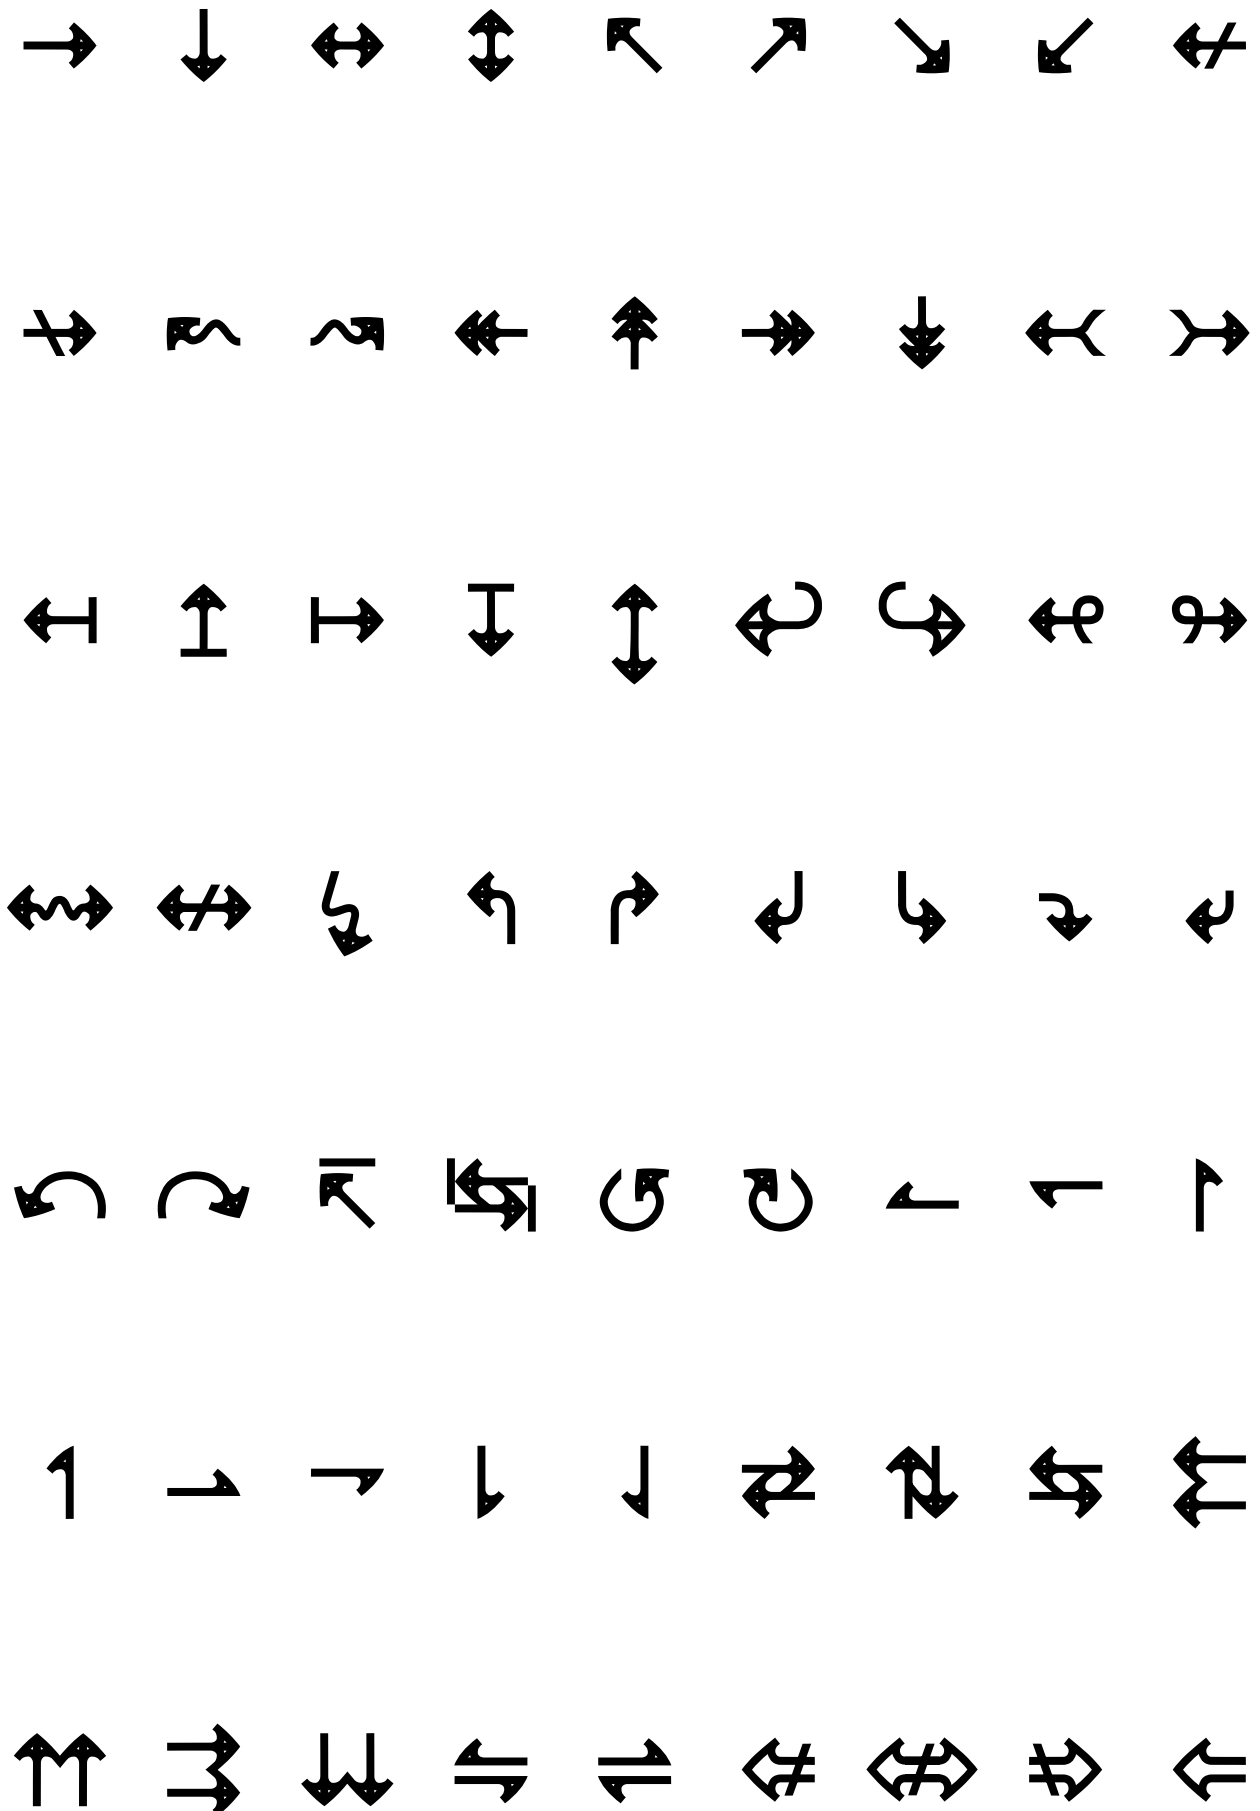 → ↓ ↔ ↕ ↖ ↗ ↘ ↙ ↚
↛ ↜ ↝ ↞ ↟ ↠ ↡ ↢ ↣
↤ ↥ ↦ ↧ ↨ ↩ ↪ ↫ ↬
↭ ↮ ↯ ↰ ↱ ↲ ↳ ↴ ↵
↶ ↷ ↸ ↹ ↺ ↻ ↼ ↽ ↾
↿ ⇀ ⇁ ⇂ ⇃ ⇄ ⇅ ⇆ ⇇
⇈ ⇉ ⇊ ⇋ ⇌ ⇍ ⇎ ⇏ ⇐